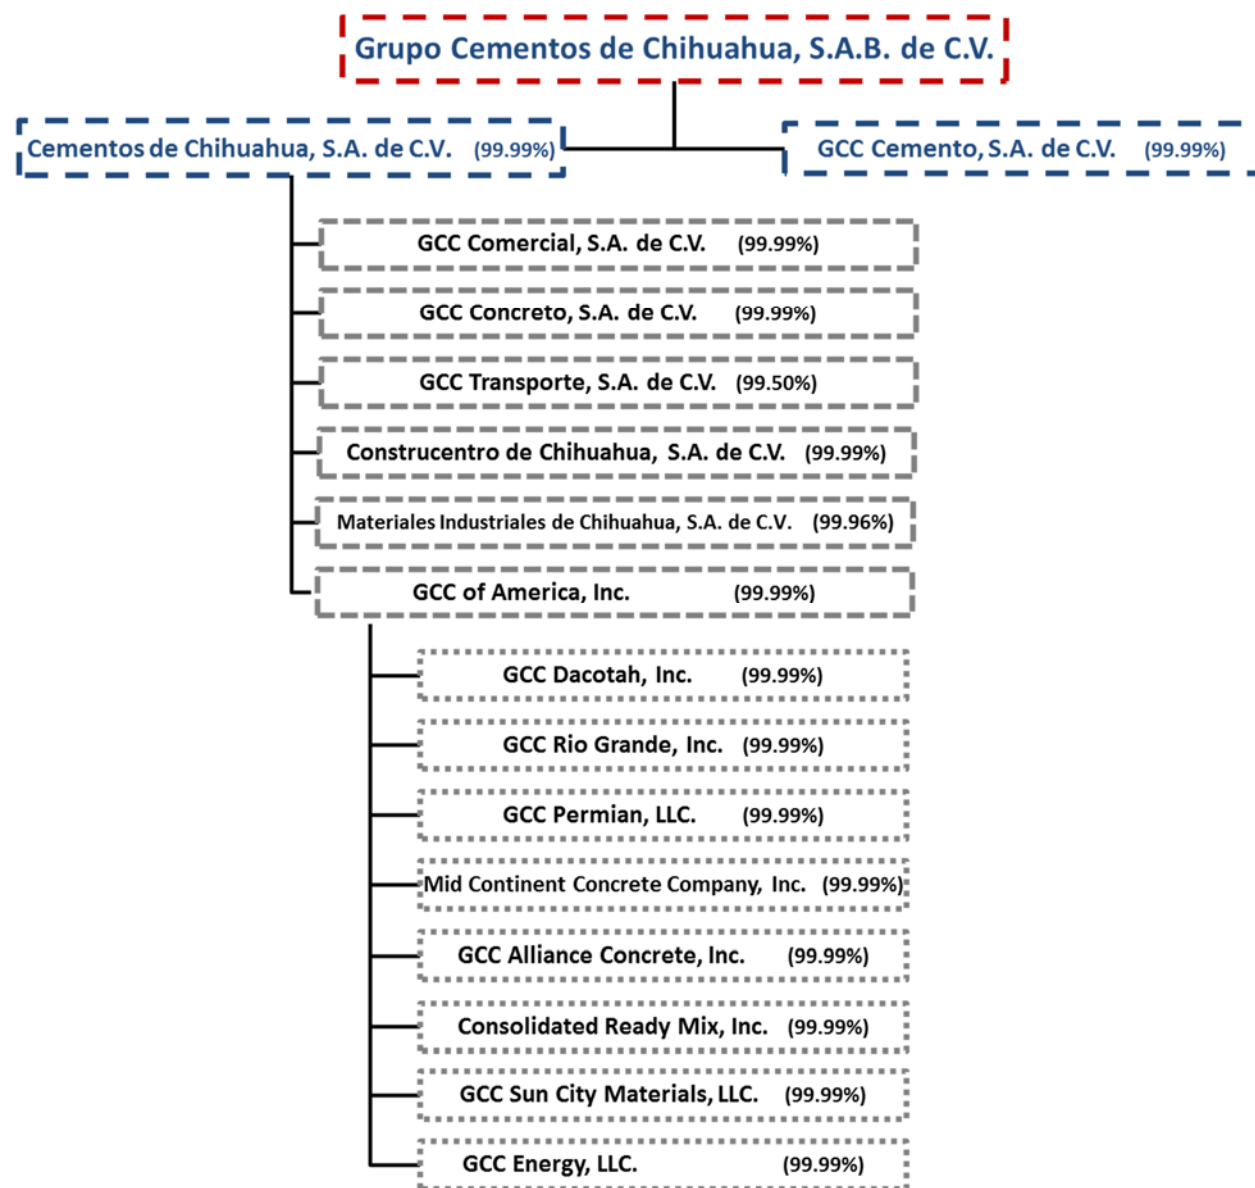 Grupo Cementos de Chihuahua, S.A.B. de C.V.
Cementos de Chihuahua, S.A. de C.V. (99.99%)
GCC Cemento, S.A. de C.V. (99.99%)
GCC Comercial, S.A. de C.V. (99.99%)
GCC Concreto, S.A. de C.V. (99.99%)
GCC Transporte, S.A. de C.V. (99.50%)
Construcentro de Chihuahua, S.A. de C.V. (99.99%)
Materiales Industriales de Chihuahua, S.A. de C.V. (99.96%)
GCC of America, Inc. (99.99%)
GCC Dacotah, Inc. (99.99%)
GCC Rio Grande, Inc. (99.99%)
GCC Permian, LLC. (99.99%)
Mid Continent Concrete Company, Inc. (99.99%)
GCC Alliance Concrete, Inc. (99.99%)
Consolidated Ready Mix, Inc. (99.99%)
GCC Sun City Materials, LLC. (99.99%)
GCC Energy, LLC. (99.99%)